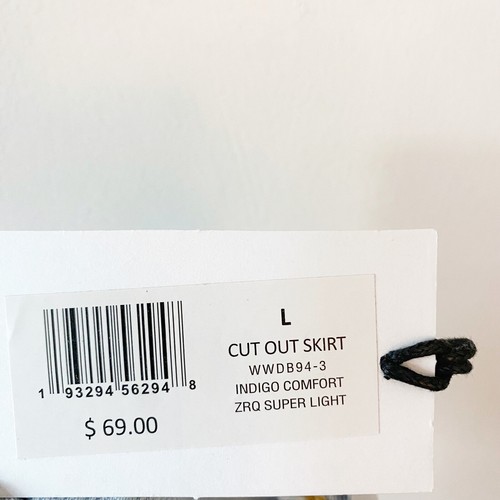 L
CUT OUT SKIRT
WWDB94-3
INDIGO COMFORT
ZRQ SUPER LIGHT
1 93294 56294 8
$ 69.00